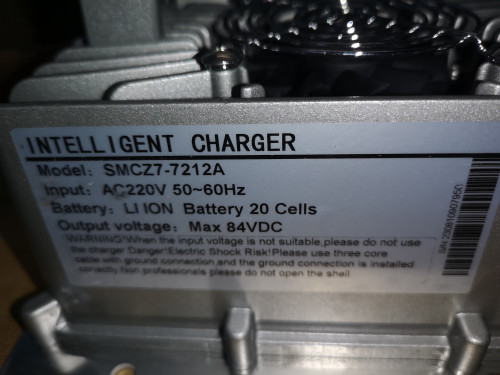 INTELLIGENT CHARGER
Model: SMCZ7-7212A
Input: AC220V 50~60Hz
Battery: LI ION Battery 20 Cells
Output voltage: Max 84VDC
WARNING!When the input voltage is not suitable,please do not use
the charger Danger!Electric Shock Risk!Please use three core
cable with ground connection,and the ground connection is installed
correctly.Non professionals please do not open the shell